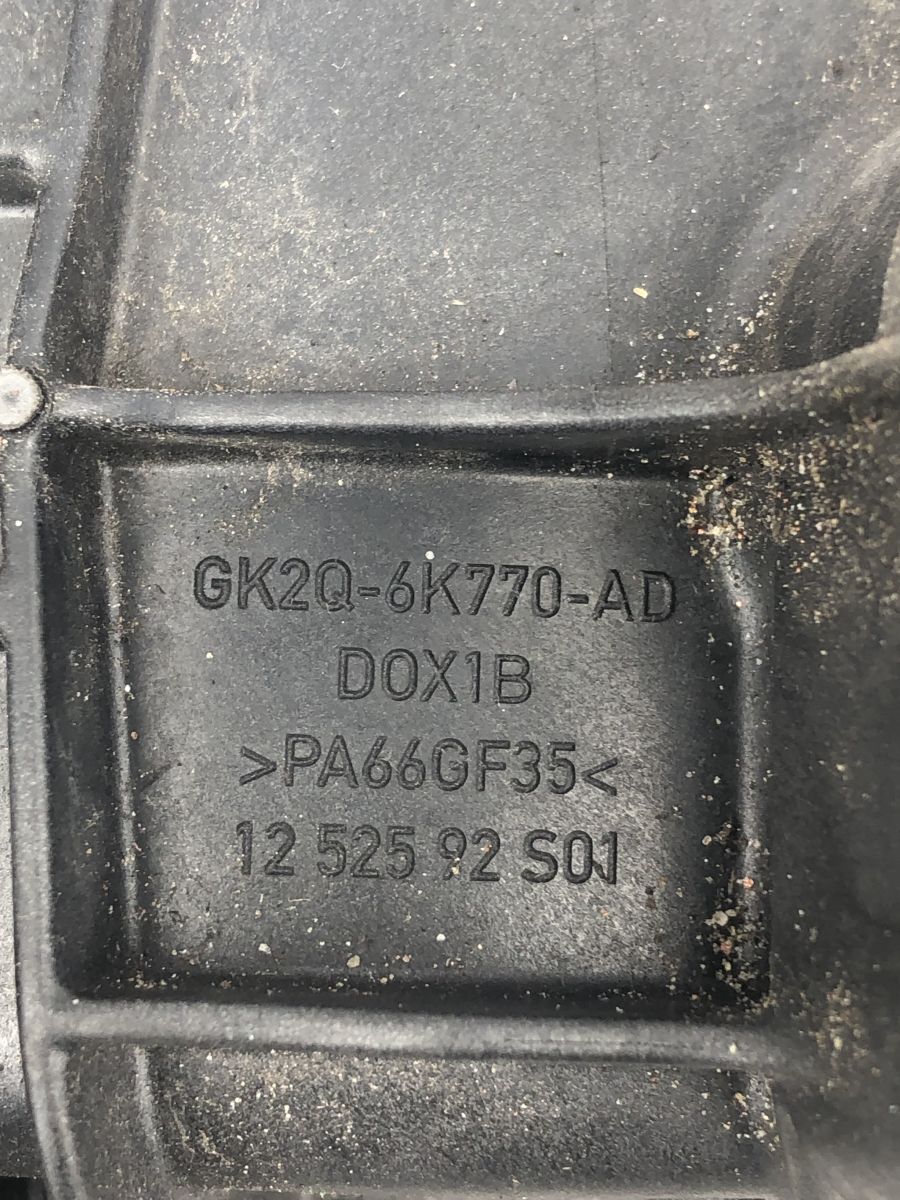 GK2Q-6K770-AD
D0X1B
>PA66GF35<
12 525 92 S01